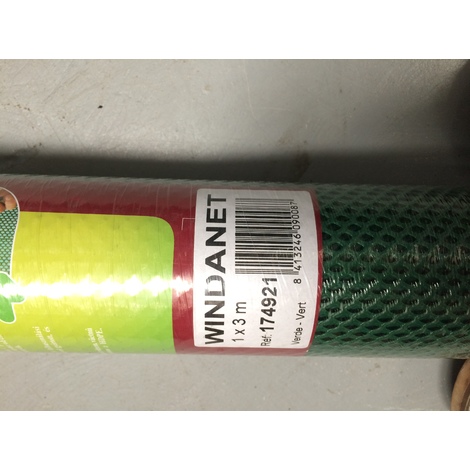 WINDANET
1 x 3 m
Ref: 174921
8 413246 090087
Verde - Vert